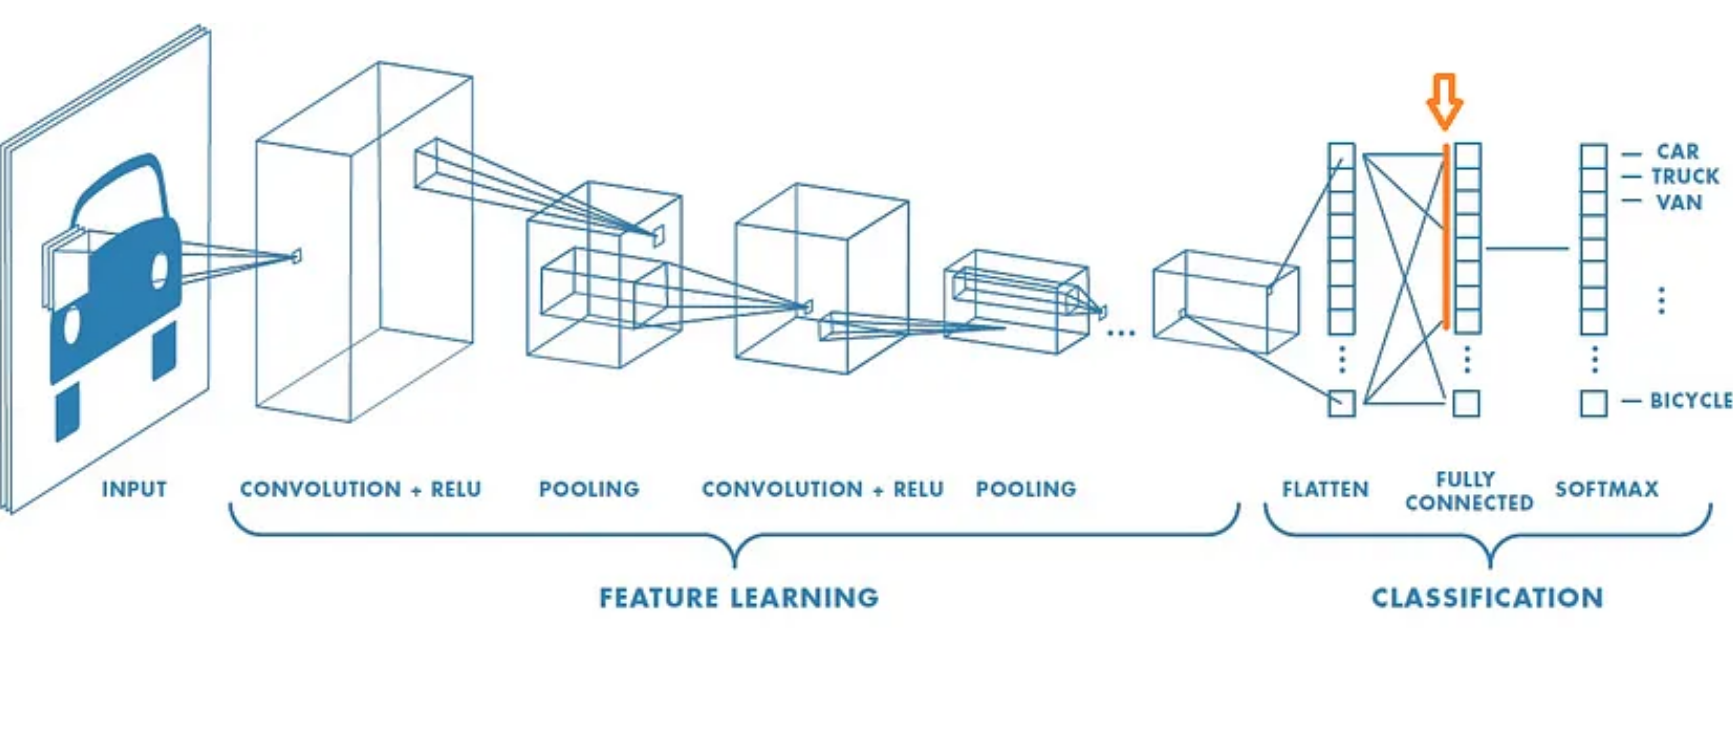 CAR
TRUCK
VAN
BICYCLE
INPUT
CONVOLUTION + RELU
POOLING
CONVOLUTION + RELU
POOLING
FLATTEN
FULLY
CONNECTED
SOFTMAX
FEATURE LEARNING
CLASSIFICATION